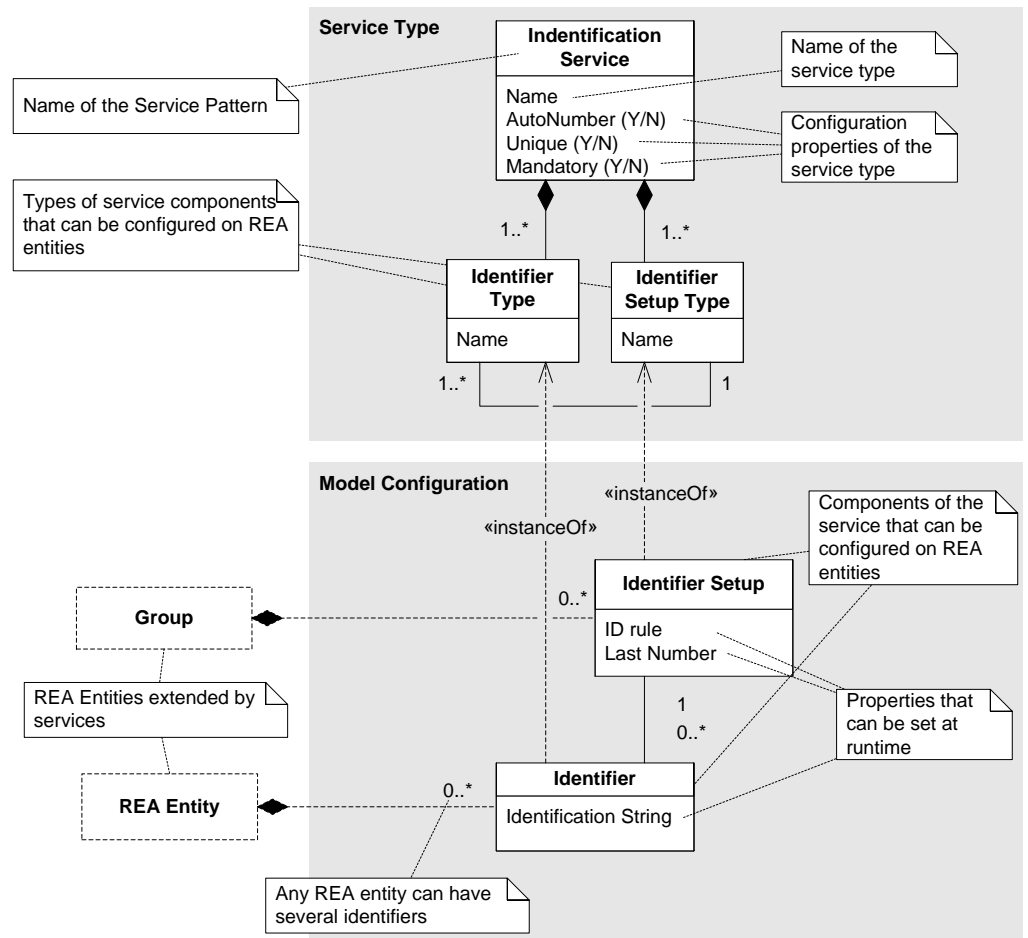 Service Type
Indentification
Service
Name
AutoNumber (Y/N)
Unique (Y/N)
Mandatory (Y/N)
Name of the
service type
Configuration
properties of the
service type
Name of the Service Pattern
Types of service components
that can be configured on REA
entities
1..*
1..*
Identifier
Type
Name
Identifier
Setup Type
Name
1..*
1
Model Configuration
«instanceOf»
«instanceOf»
Components of the
service that can be
configured on REA
entities
Identifier Setup
ID rule
Last Number
0..*
Group
REA Entities extended by
services
Properties that
can be set at
runtime
1
0..*
Identifier
Identification String
0..*
REA Entity
Any REA entity can have
several identifiers